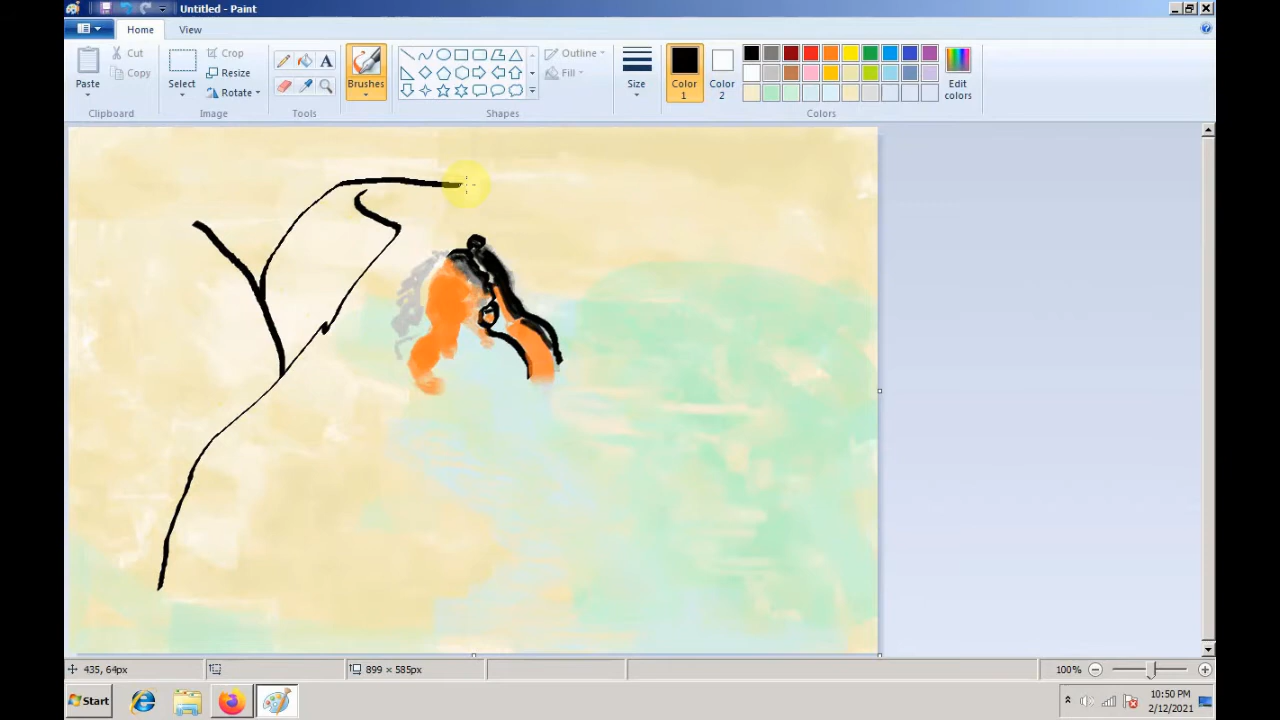 Untitled - Paint
Home View
Paste
Cut
Copy
Clipboard
Select
Crop
Resize
Rotate
Image
A
Tools
Brushes
Outline
Fill
Shapes
Size
Color
1
Color
2
Edit
colors
Colors
435, 64px
899 × 585px
100%
Start
10:50 PM
2/12/2021